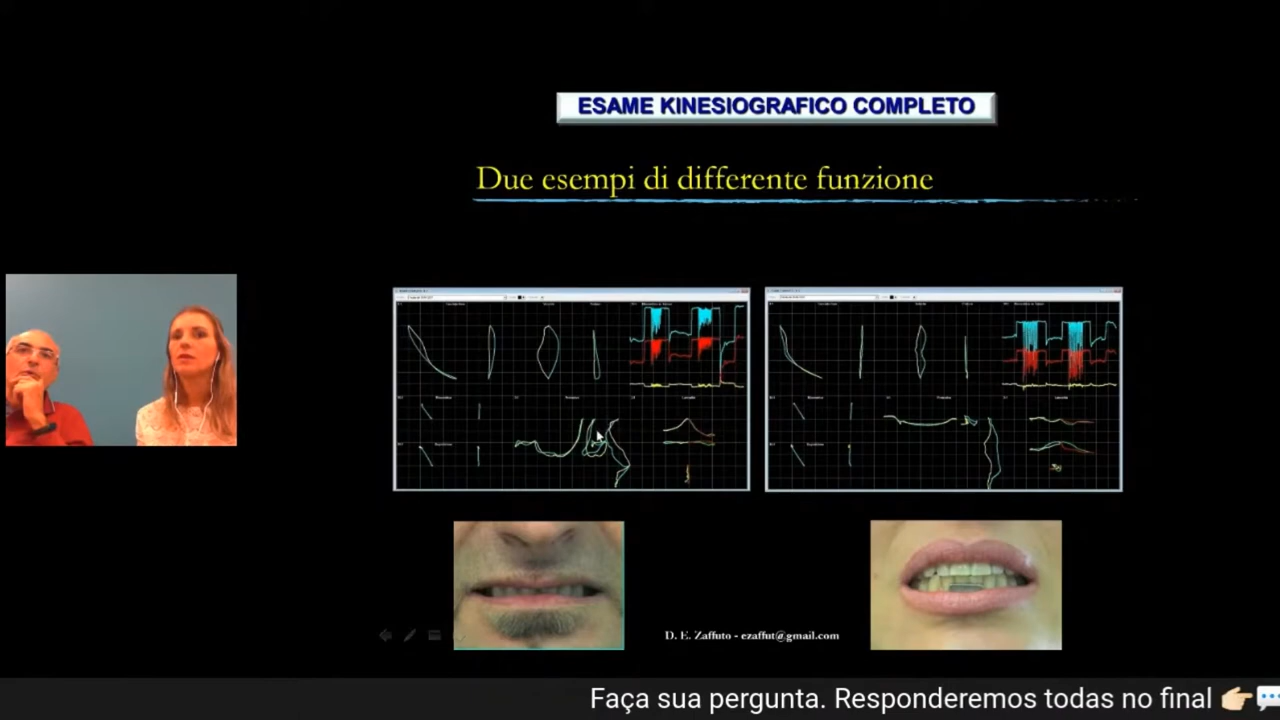 ESAME KINESIOGRAFICO COMPLETO
Due esempi di differente funzione
D. E. Zaffuto - ezaffut@gmail.com
Faça sua pergunta. Responderemos todas no final 👉🏻💬